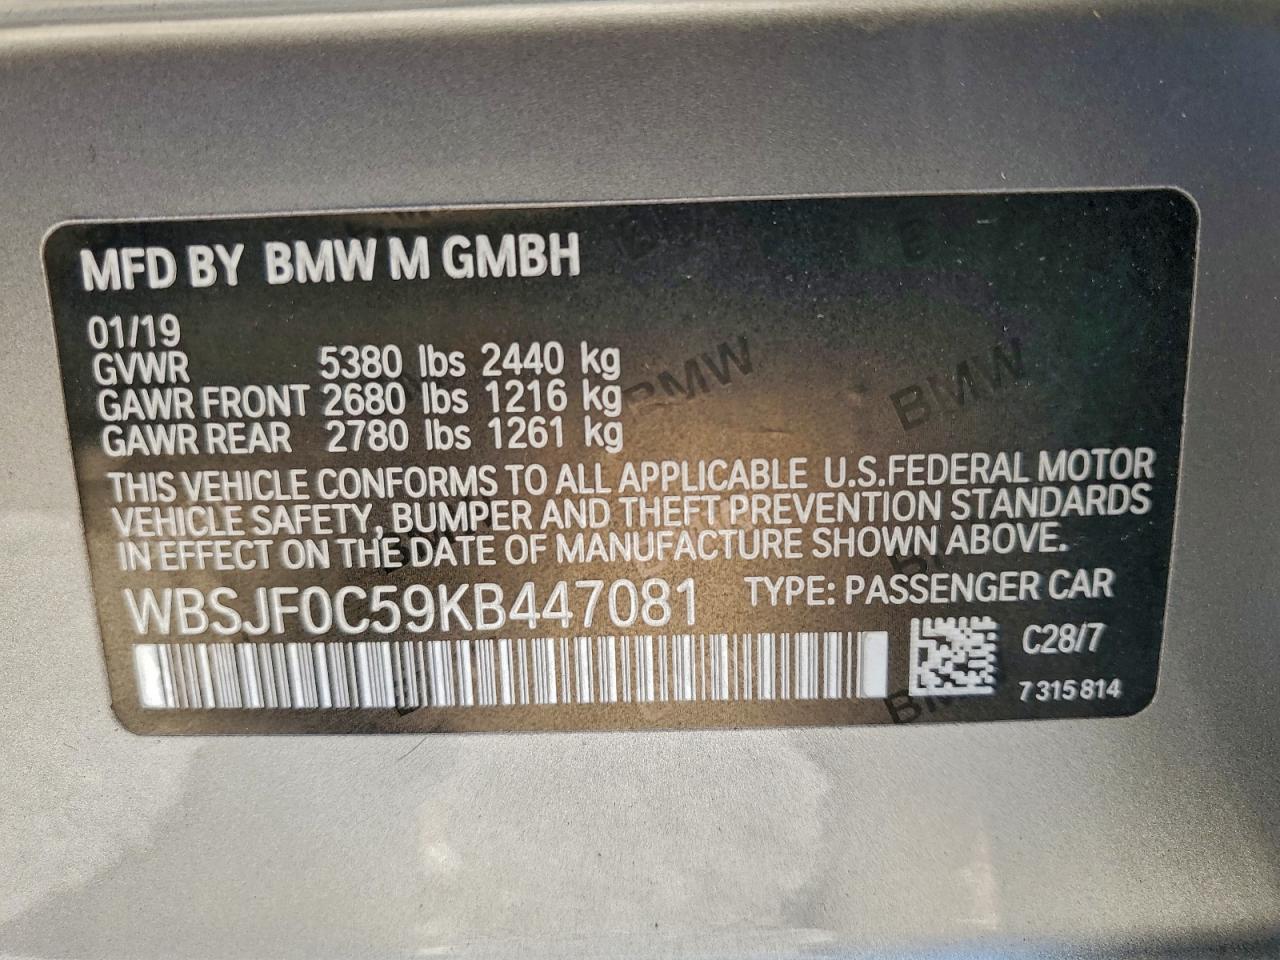 MFD BY BMW M GMBH
01/19
GVWR 5380 lbs 2440 kg
GAWR FRONT 2680 lbs 1216 kg
GAWR REAR 2780 lbs 1261 kg
THIS VEHICLE CONFORMS TO ALL APPLICABLE U.S.FEDERAL MOTOR
VEHICLE SAFETY, BUMPER AND THEFT PREVENTION STANDARDS
IN EFFECT ON THE DATE OF MANUFACTURE SHOWN ABOVE.
WBSJF0C59KB447081 TYPE: PASSENGER CAR
C28/7
7 315 814
BMW
BMW